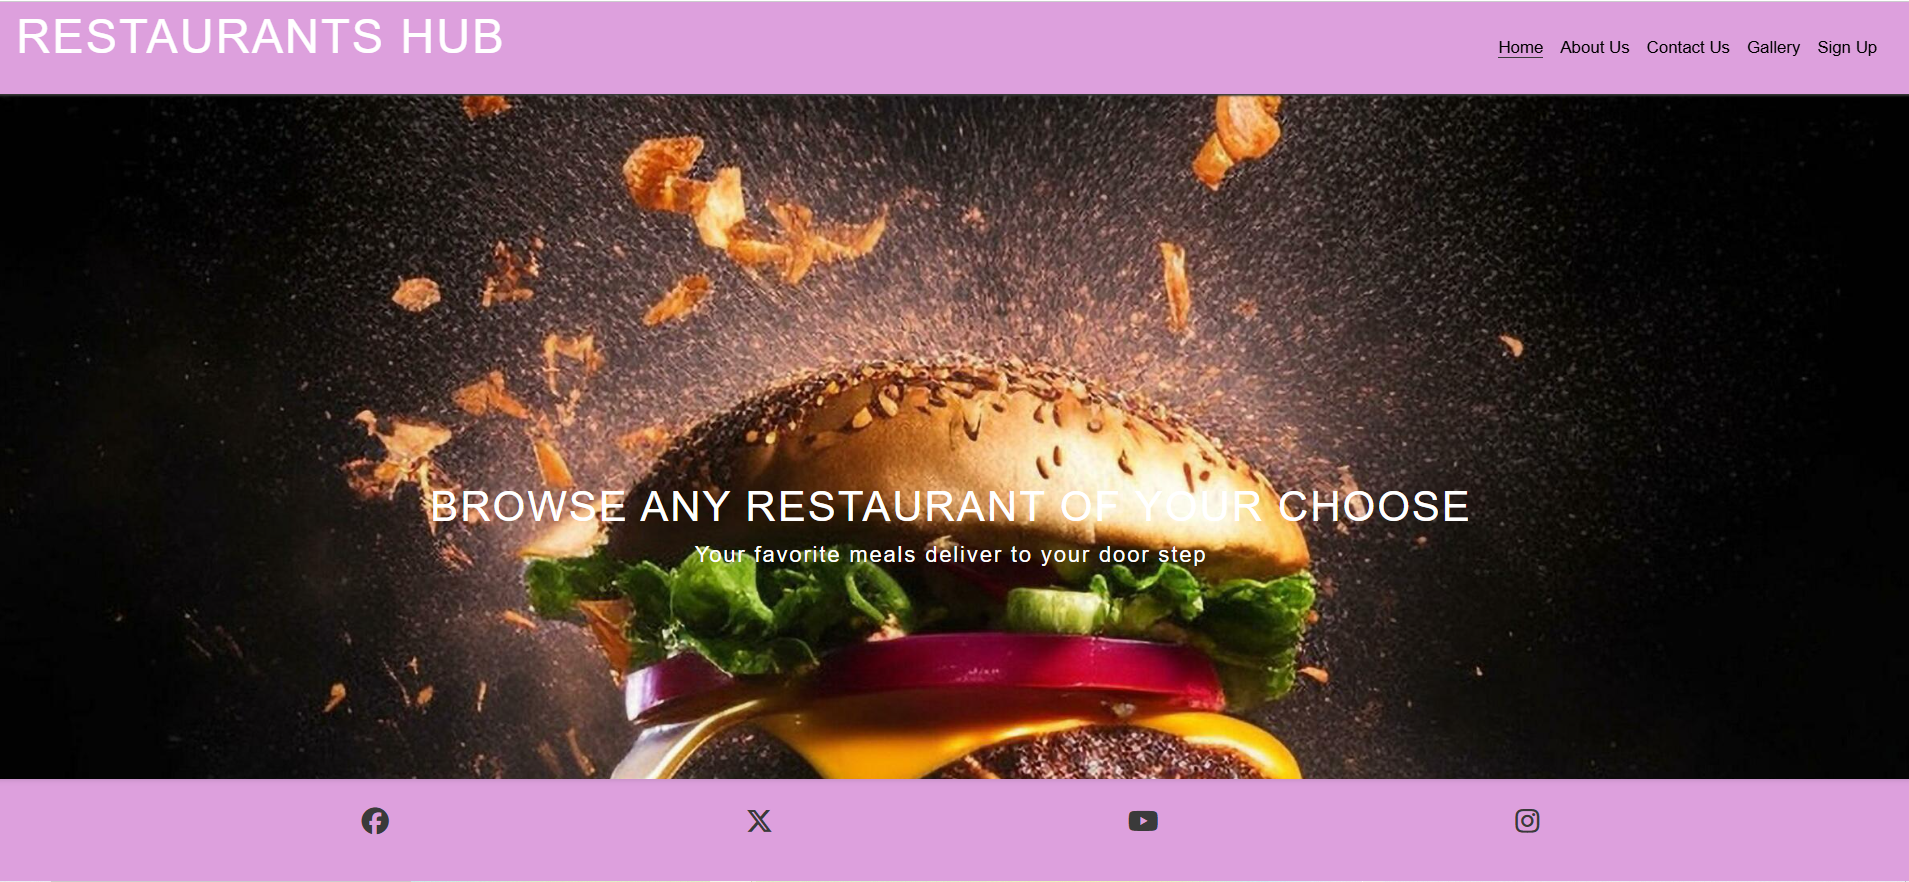 RESTAURANTS HUB
Home About Us Contact Us Gallery Sign Up
BROWSE ANY RESTAURANT OF YOUR CHOOSE
Your favorite meals deliver to your door step